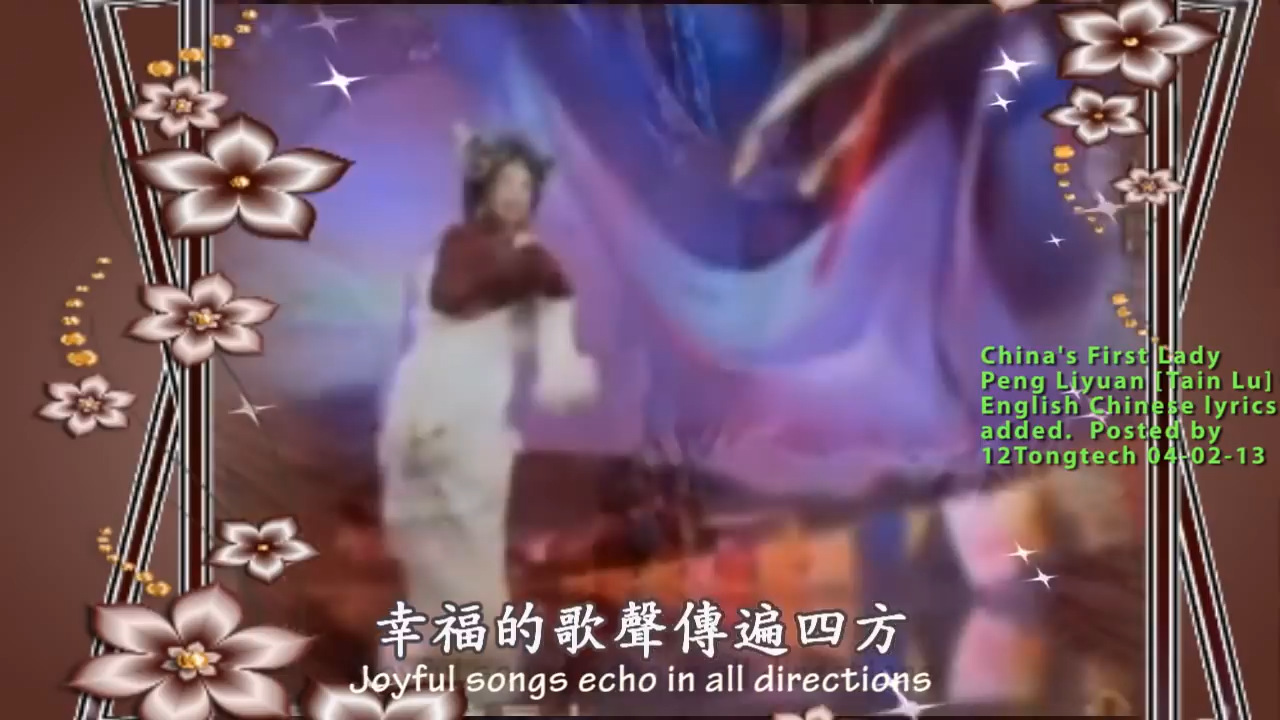 China's First Lady
Peng Liyuan [Tain Lu]
English Chinese lyrics
added.  Posted by
12Tongtech 04-02-13
幸福的歌聲傳遍四方
Joyful songs echo in all directions